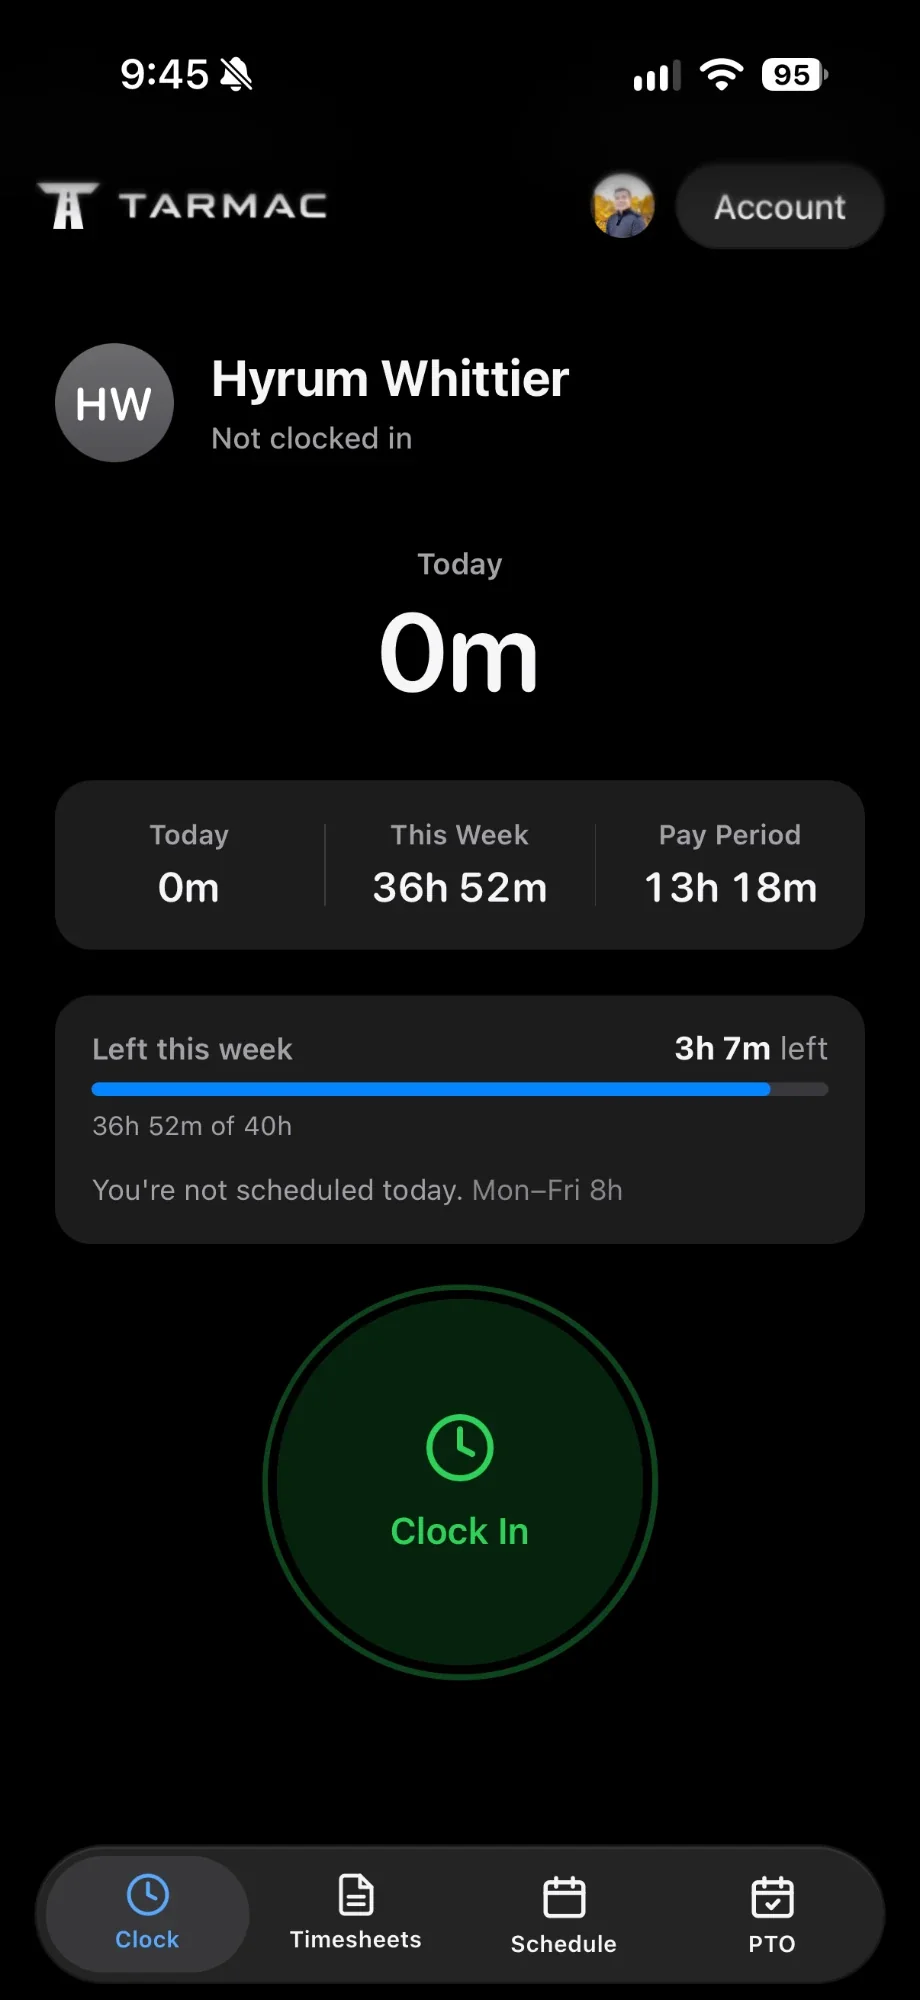 9:45
95
TARMAC
Account
HW
Hyrum Whittier
Not clocked in
Today
0m
Today
This Week
Pay Period
0m
36h 52m
13h 18m
Left this week
3h 7m left
36h 52m of 40h
You're not scheduled today. Mon–Fri 8h
Clock In
Clock
Timesheets
Schedule
PTO